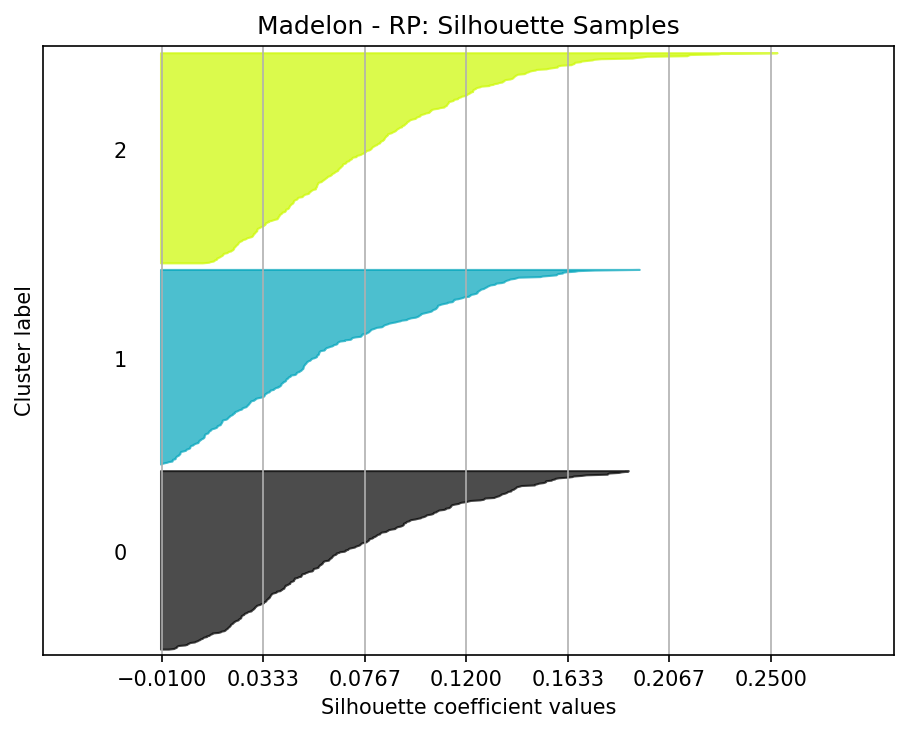 Madelon - RP: Silhouette Samples
2
1
0
Cluster label
−0.0100 0.0333 0.0767 0.1200 0.1633 0.2067 0.2500
Silhouette coefficient values